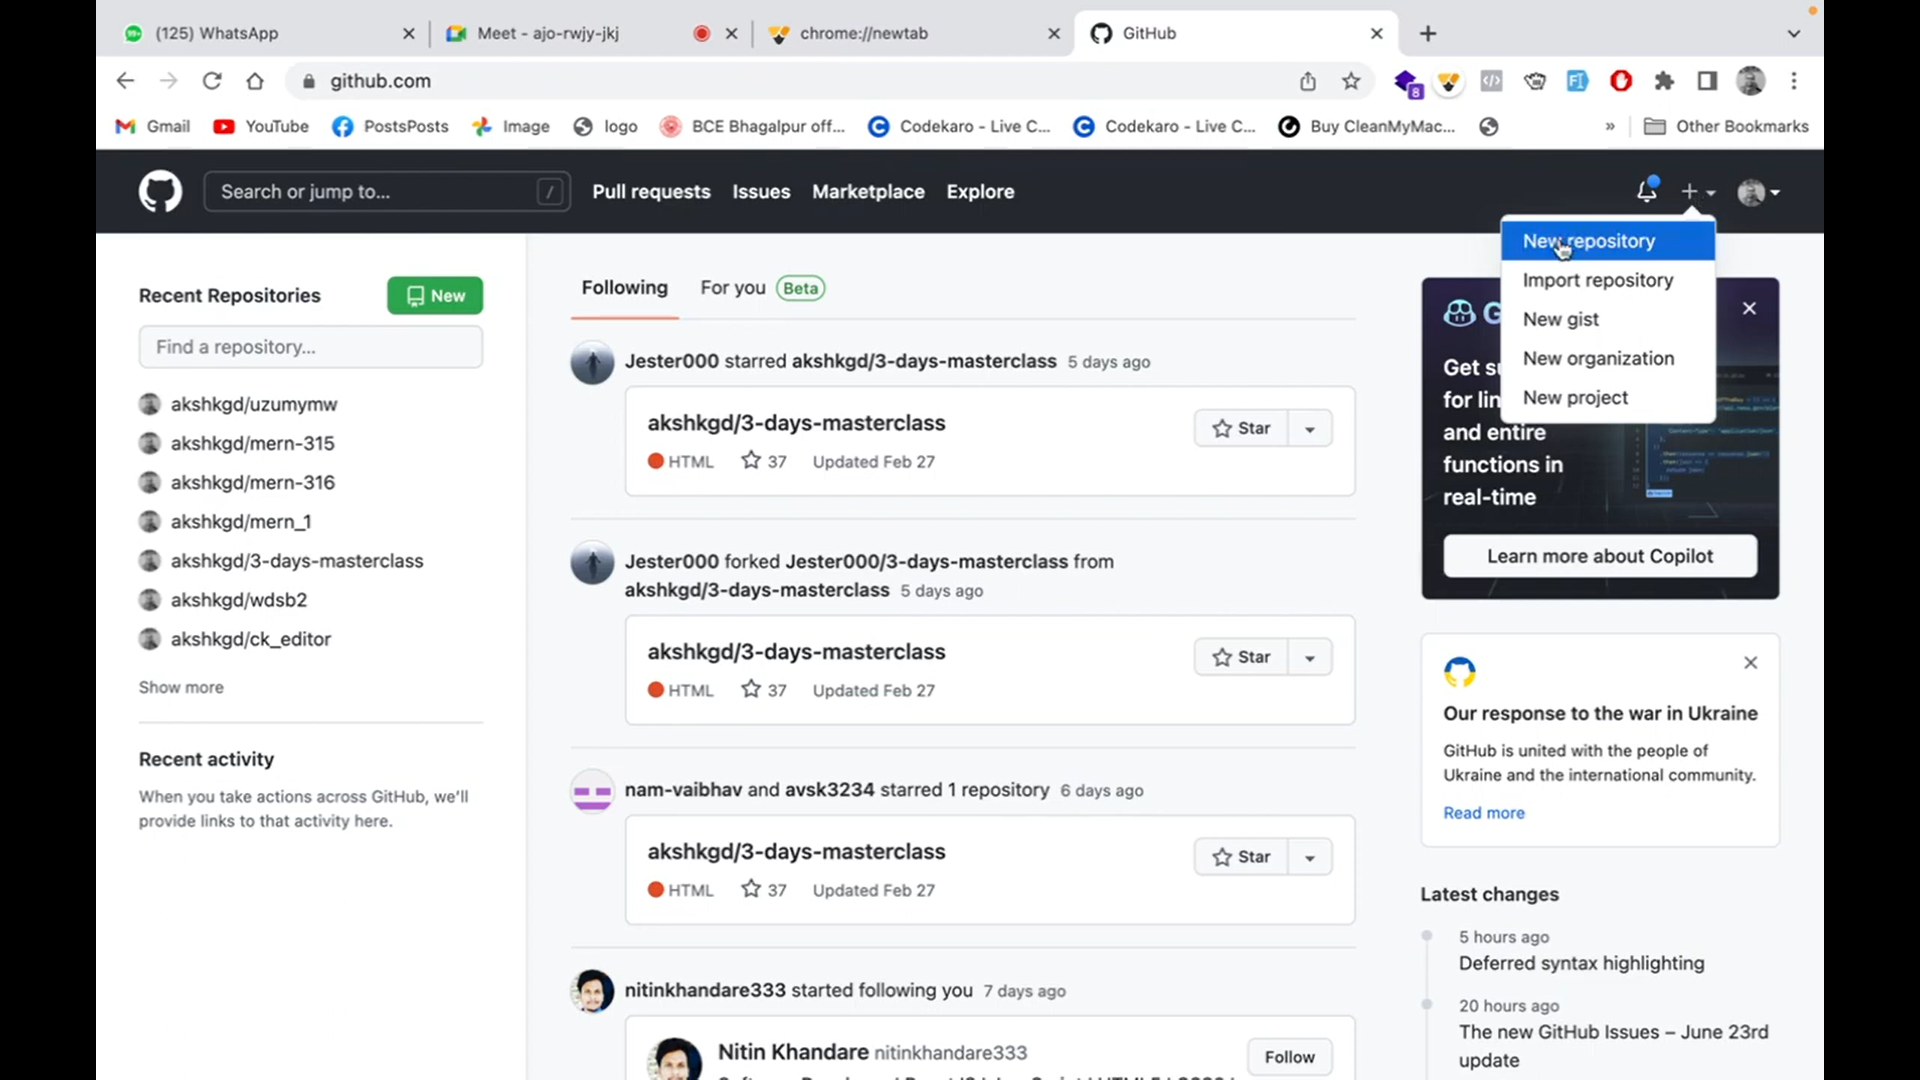 (125) WhatsApp
Meet - ajo-rwjy-jkj
chrome://newtab
GitHub
github.com
8
Gmail
YouTube
PostsPosts
Image
logo
BCE Bhagalpur off...
Codekaro - Live C...
Codekaro - Live C...
Buy CleanMyMac...
»
Other Bookmarks
Search or jump to...
/
Pull requests
Issues
Marketplace
Explore
New repository
Import repository
New gist
New organization
New project
Recent Repositories
New
Find a repository...
akshkgd/uzumymw
akshkgd/mern-315
akshkgd/mern-316
akshkgd/mern_1
akshkgd/3-days-masterclass
akshkgd/wdsb2
akshkgd/ck_editor
Show more
Recent activity
When you take actions across GitHub, we'll
provide links to that activity here.
Following
For you
Beta
Jester000 starred akshkgd/3-days-masterclass 5 days ago
akshkgd/3-days-masterclass
Star
HTML 37 Updated Feb 27
Jester000 forked Jester000/3-days-masterclass from
akshkgd/3-days-masterclass 5 days ago
akshkgd/3-days-masterclass
Star
HTML 37 Updated Feb 27
nam-vaibhav and avsk3234 starred 1 repository 6 days ago
akshkgd/3-days-masterclass
Star
HTML 37 Updated Feb 27
nitinkhandare333 started following you 7 days ago
Nitin Khandare nitinkhandare333
Follow
G
Get
for
and entire
functions in
real-time
Learn more about Copilot
Our response to the war in Ukraine
GitHub is united with the people of
Ukraine and the international community.
Read more
Latest changes
5 hours ago
Deferred syntax highlighting
20 hours ago
The new GitHub Issues – June 23rd
update